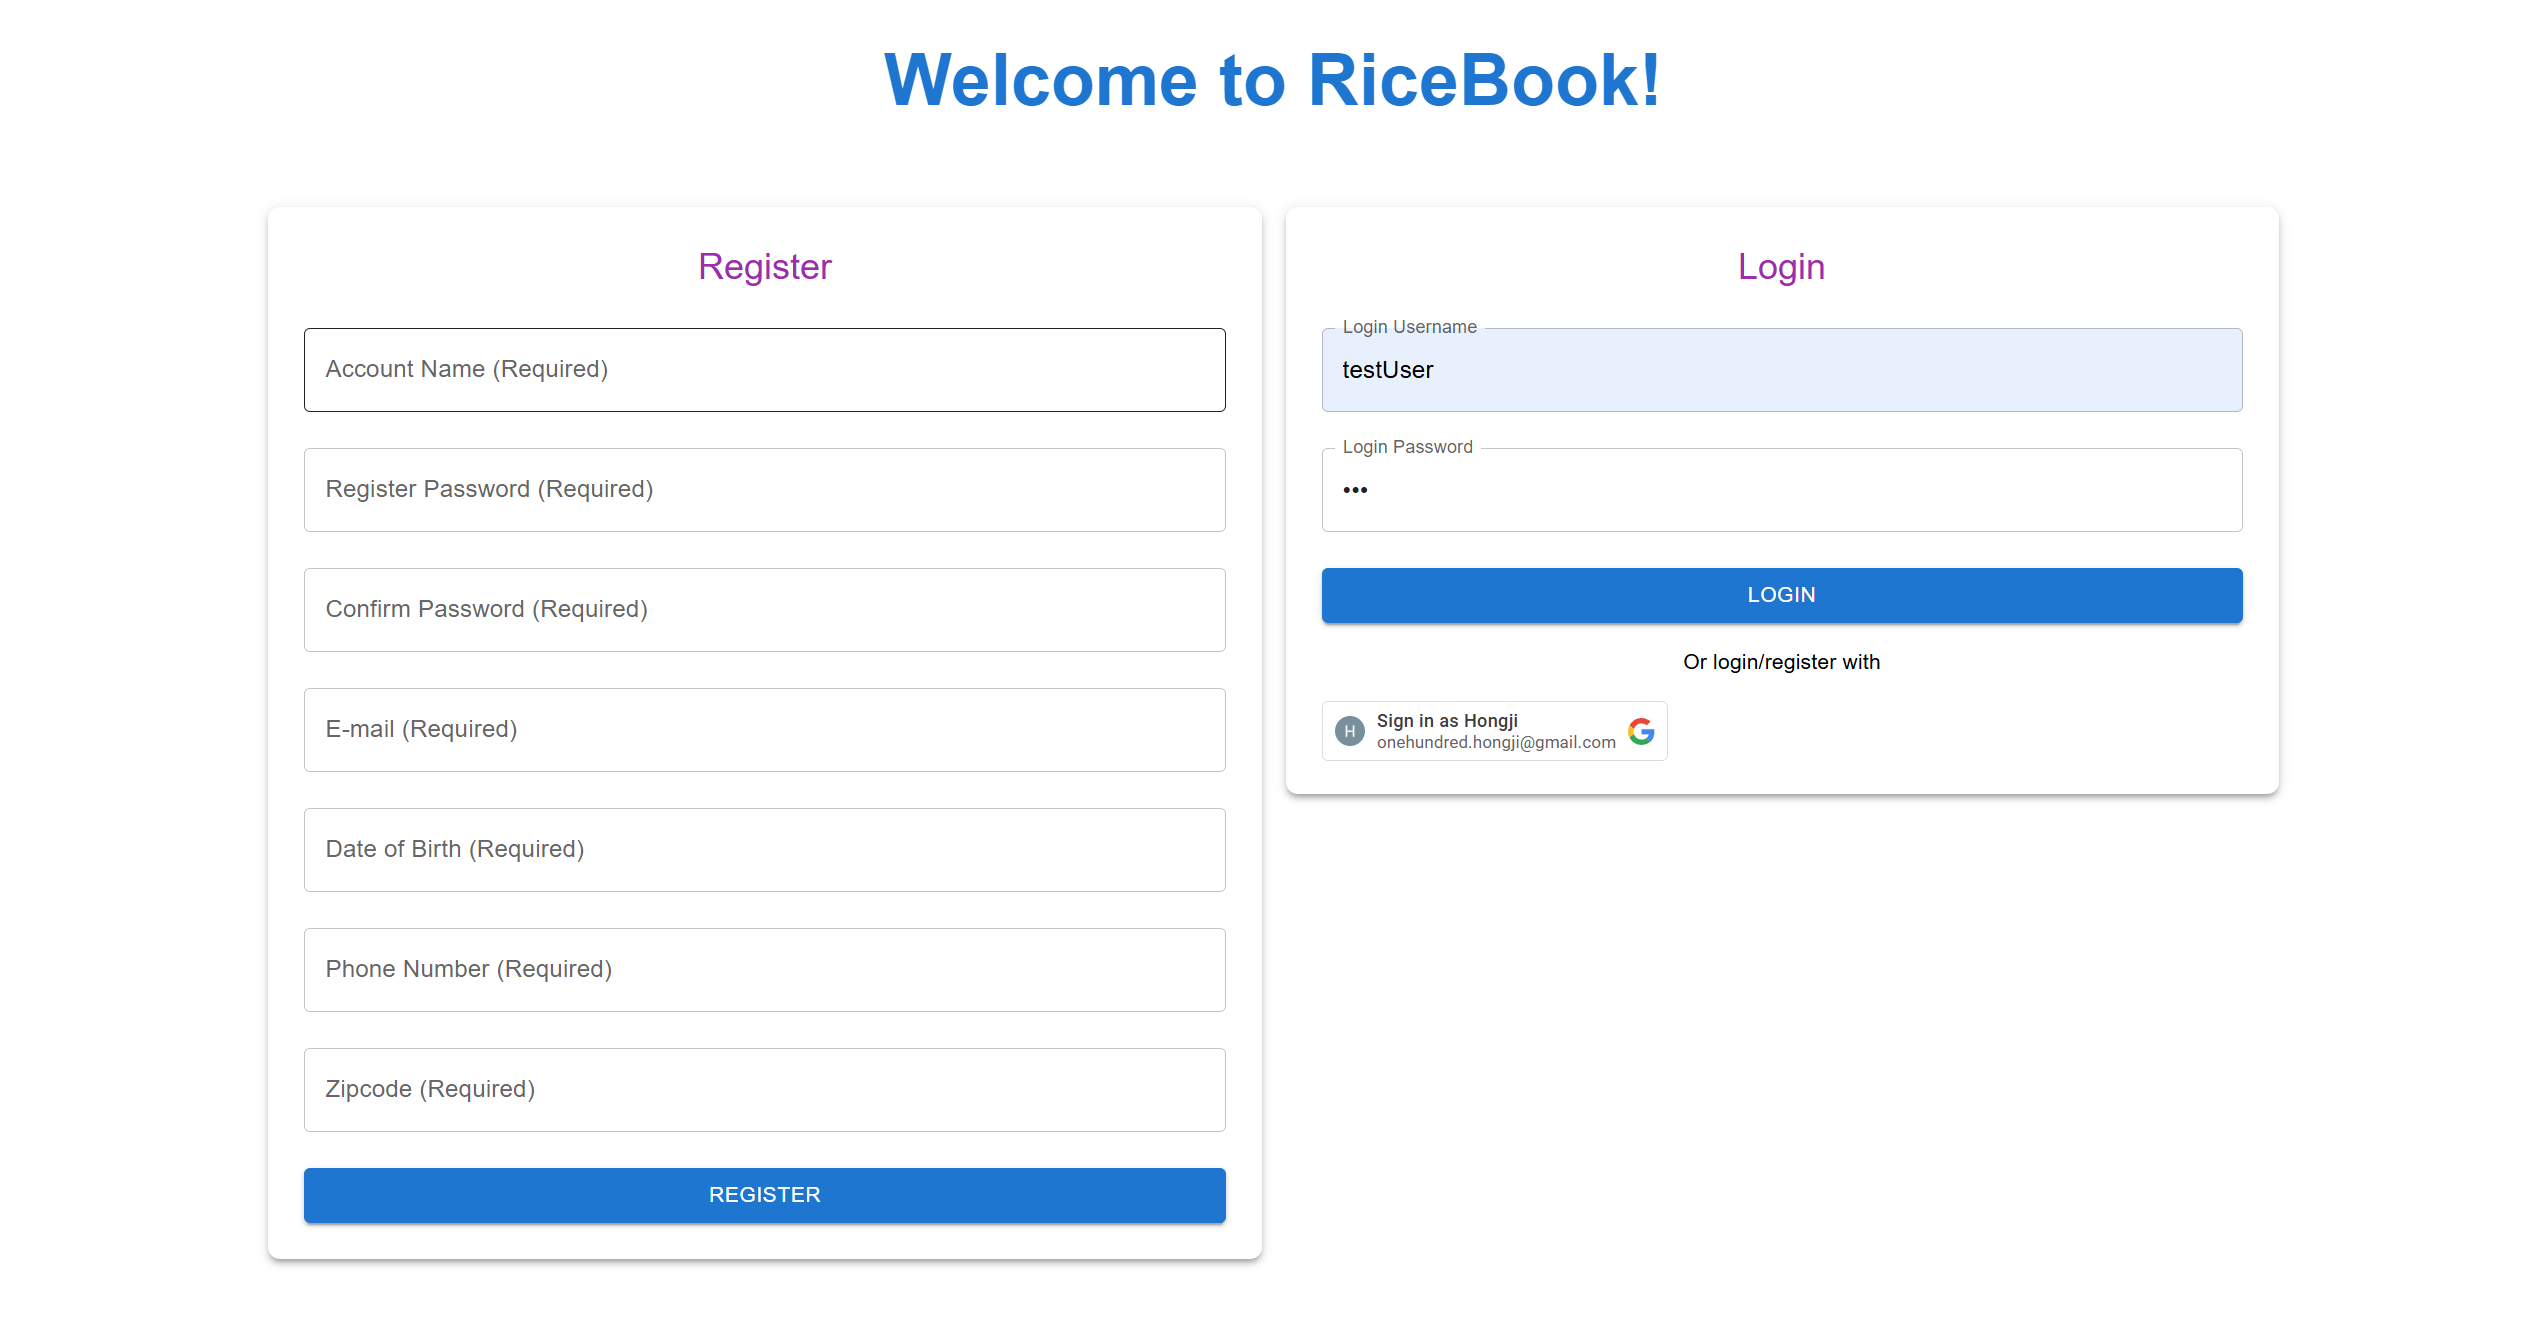 Welcome to RiceBook!
Register
Account Name (Required)
Register Password (Required)
Confirm Password (Required)
E-mail (Required)
Date of Birth (Required)
Phone Number (Required)
Zipcode (Required)
REGISTER
Login
Login Username
testUser
Login Password
•••
LOGIN
Or login/register with
H
Sign in as Hongji
onehundred.hongji@gmail.com